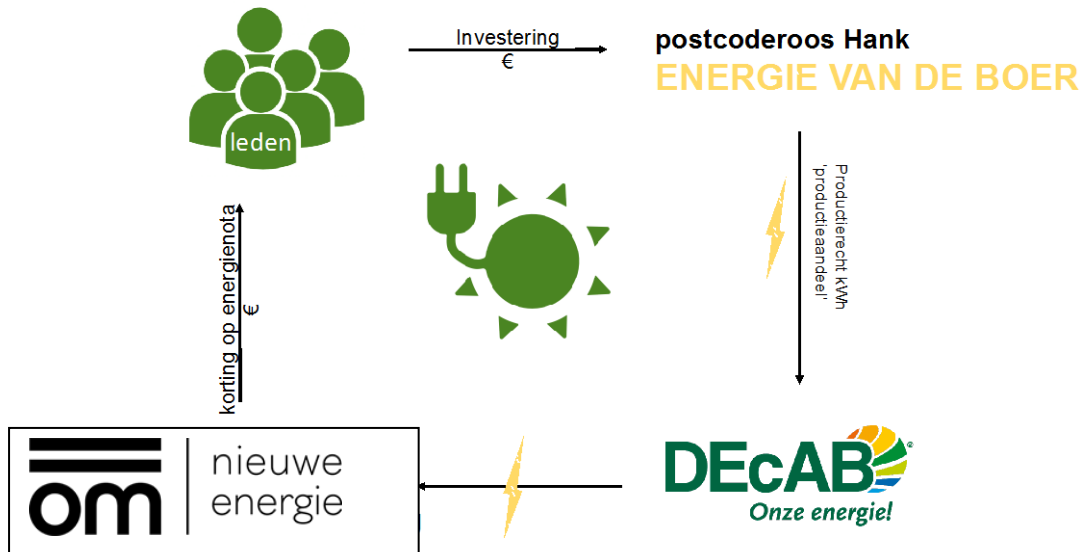 Investering
€
postcoderoos Hank
ENERGIE VAN DE BOER
leden
Productierecht kWh
'productieaandeel'
korting op energienota
€
om
nieuwe
energie
DEcAB®
Onze energie!